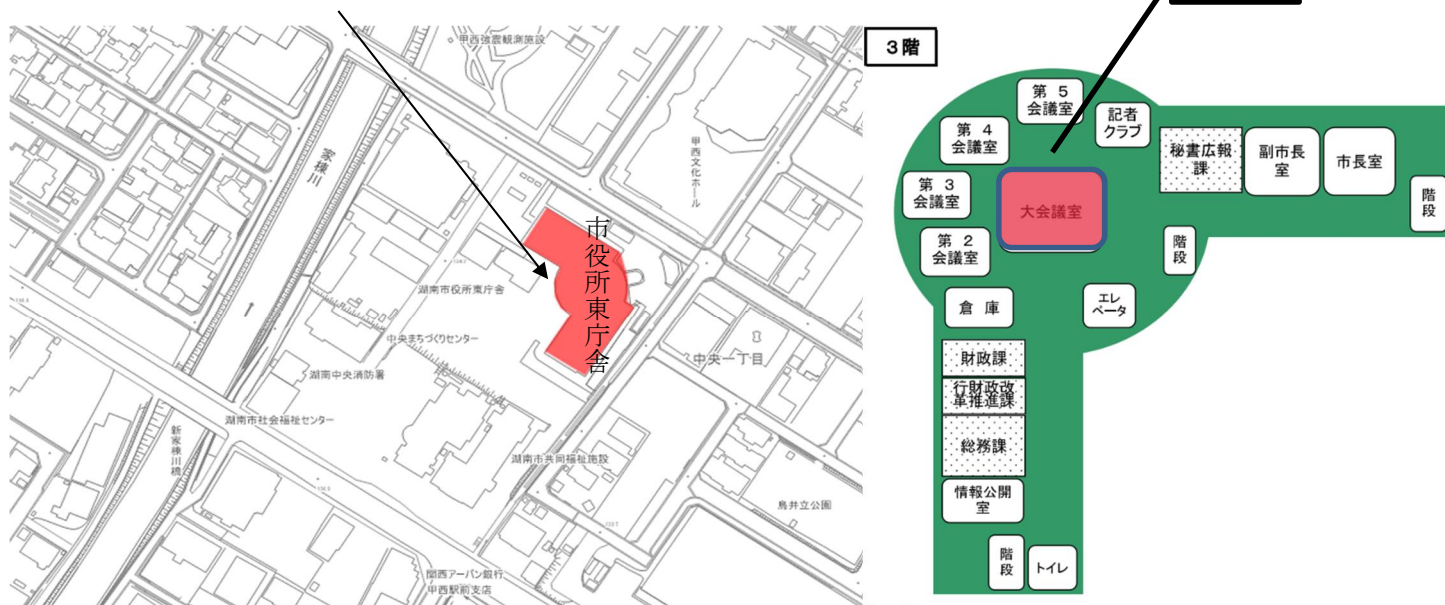 甲西強震観測施設
家棟川
甲西文化ホール
市役所東庁舎
湖南市役所東庁舎
中央まちづくりセンター
湖南中央消防署
中央一丁目
湖南市社会福祉センター
新家棟川橋
湖南市共同福祉施設
鳥井立公園
関西アーバン銀行
甲西駅前支店
3階
第 5
会議室
記者
クラブ
第 4
会議室
秘書広報
課
副市長
室
市長室
第 3
会議室
大会議室
階
段
第 2
会議室
階
段
倉 庫
エレ
ベータ
財政課
行財政改
革推進課
総務課
情報公開
室
階
段
トイレ